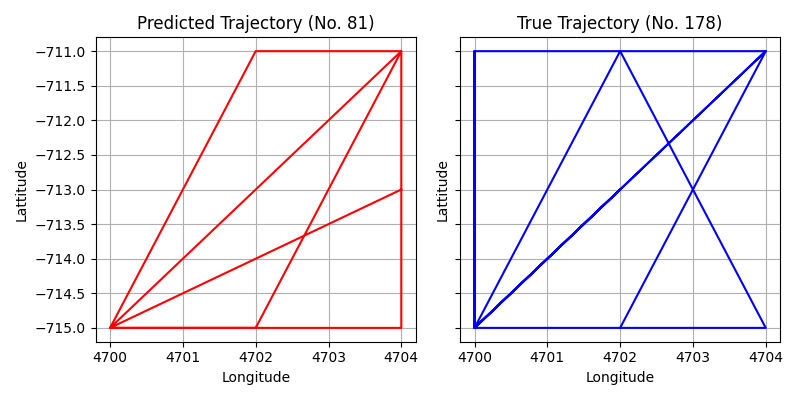 Predicted Trajectory (No. 81)
True Trajectory (No. 178)
Lattitude
−711.0
−711.5
−712.0
−712.5
−713.0
−713.5
−714.0
−714.5
−715.0
4700 4701 4702 4703 4704
Longitude
Lattitude
4700 4701 4702 4703 4704
Longitude